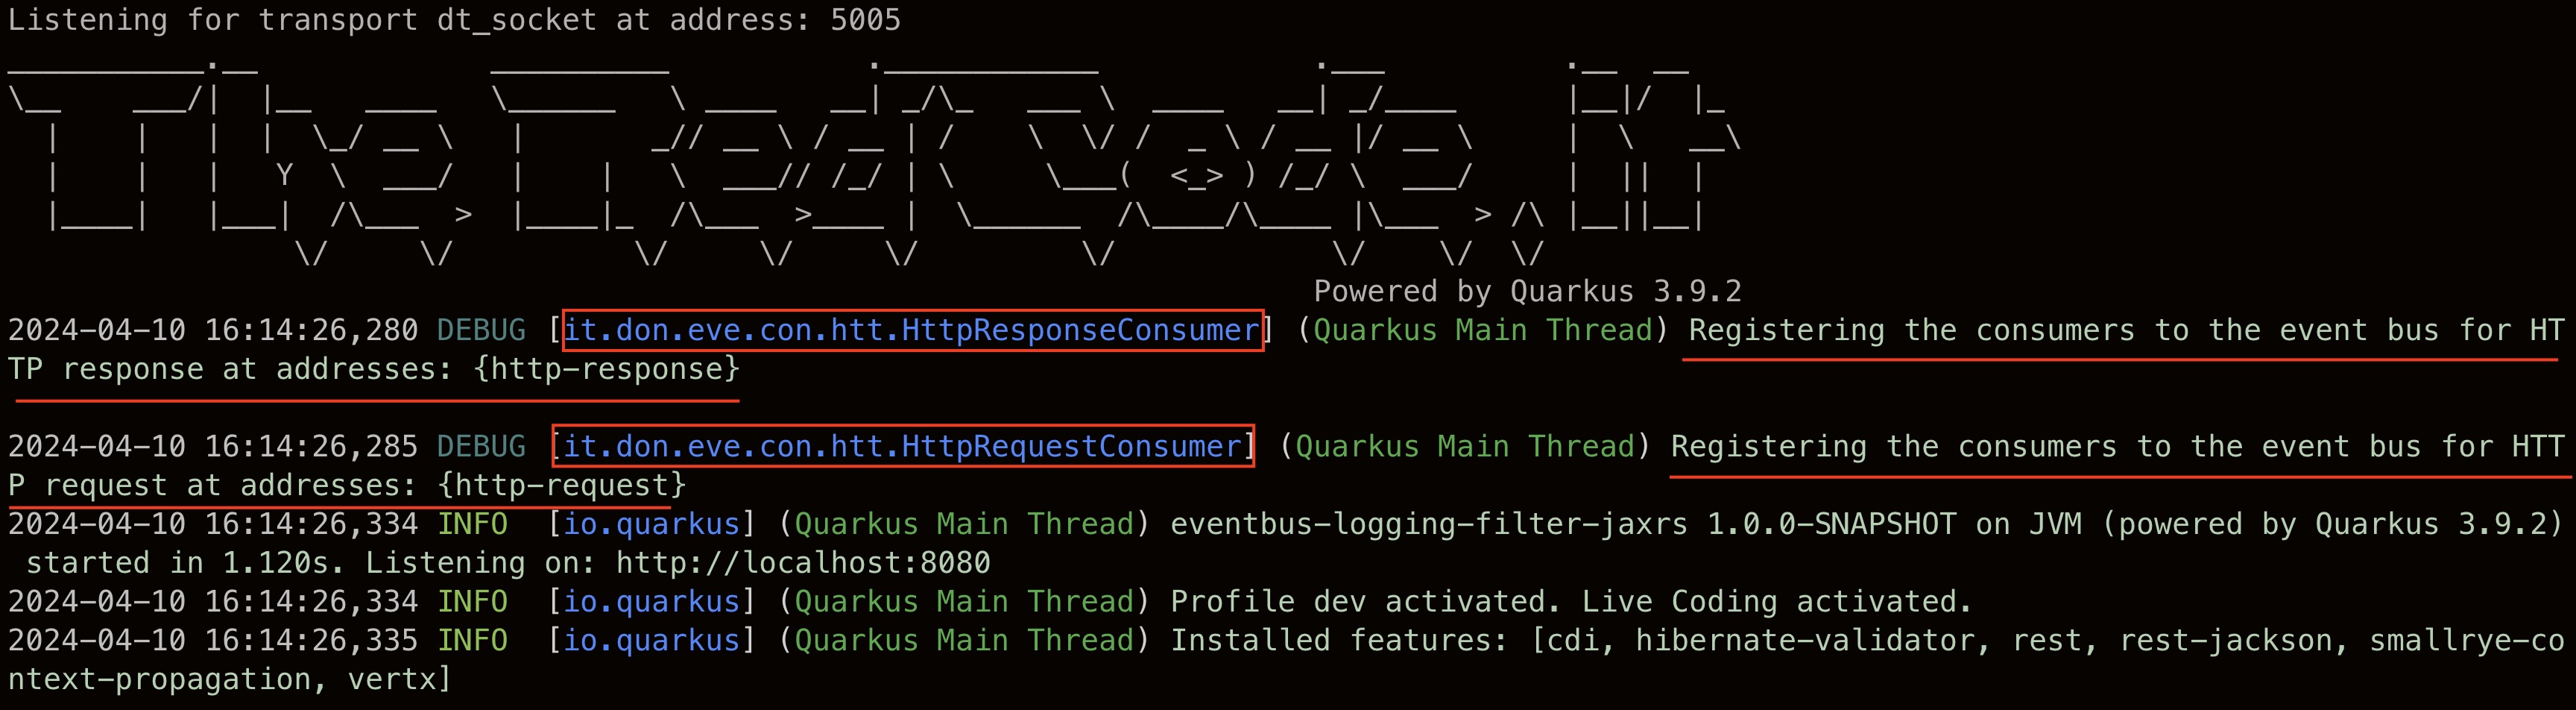 Listening for transport dt_socket at address: 5005
The RedCode.it
Powered by Quarkus 3.9.2
2024-04-10 16:14:26,280 DEBUG [it.don.eve.con.htt.HttpResponseConsumer] (Quarkus Main Thread) Registering the consumers to the event bus for HT
TP response at addresses: {http-response}
2024-04-10 16:14:26,285 DEBUG [it.don.eve.con.htt.HttpRequestConsumer] (Quarkus Main Thread) Registering the consumers to the event bus for HTT
P request at addresses: {http-request}
2024-04-10 16:14:26,334 INFO  [io.quarkus] (Quarkus Main Thread) eventbus-logging-filter-jaxrs 1.0.0-SNAPSHOT on JVM (powered by Quarkus 3.9.2)
 started in 1.120s. Listening on: http://localhost:8080
2024-04-10 16:14:26,334 INFO  [io.quarkus] (Quarkus Main Thread) Profile dev activated. Live Coding activated.
2024-04-10 16:14:26,335 INFO  [io.quarkus] (Quarkus Main Thread) Installed features: [cdi, hibernate-validator, rest, rest-jackson, smallrye-co
ntext-propagation, vertx]